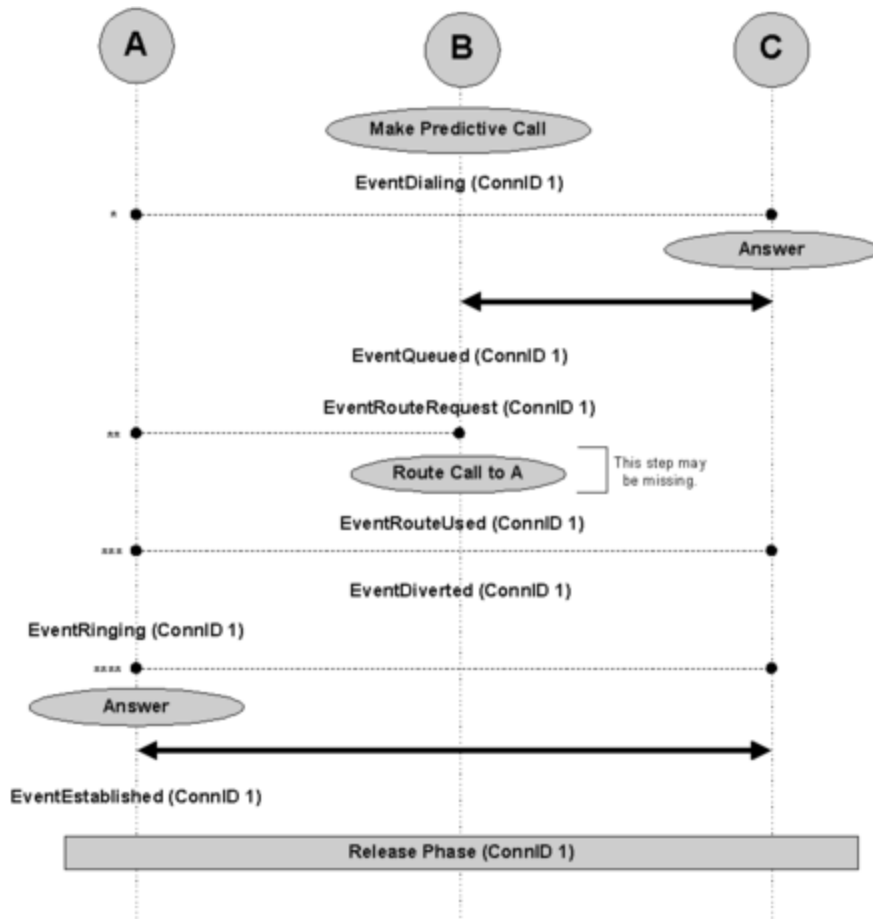 A B C
Make Predictive Call
EventDialing (ConnID 1)
*
Answer
EventQueued (ConnID 1)
EventRouteRequest (ConnID 1)
**
Route Call to A
This step may
be missing.
EventRouteUsed (ConnID 1)
***
EventDiverted (ConnID 1)
EventRinging (ConnID 1)
****
Answer
EventEstablished (ConnID 1)
Release Phase (ConnID 1)